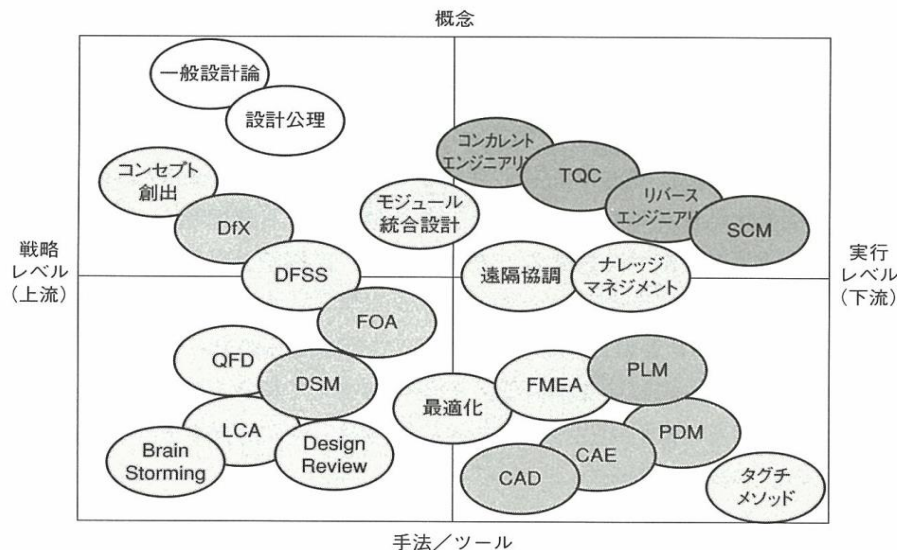 概念
一般設計論
設計公理
コンセプト
創出
DfX
DFSS
モジュール
統合設計
コンカレント
エンジニアリン
TQC
リバース
エンジニアリ
SCM
戦略
レベル
(上流)
遠隔協調
ナレッジ
マネジメント
実行
レベル
(下流)
FOA
QFD
DSM
LCA
Brain
Storming
Design
Review
最適化
FMEA
PLM
PDM
CAE
CAD
タグチ
メソッド
手法／ツール